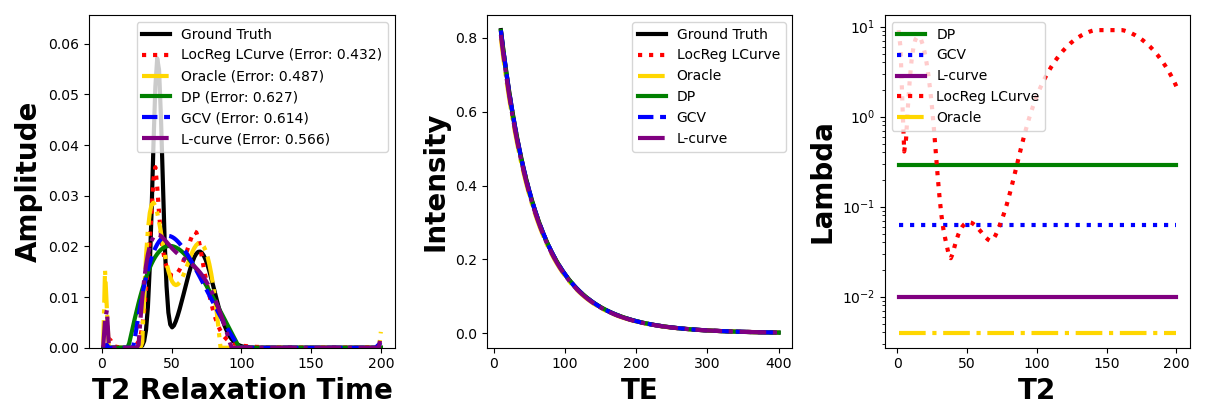 Amplitude
0.06
0.05
0.04
0.03
0.02
0.01
0.00
Ground Truth
LocReg LCurve (Error: 0.432)
Oracle (Error: 0.487)
DP (Error: 0.627)
GCV (Error: 0.614)
L-curve (Error: 0.566)
0 50 100 150 200
T2 Relaxation Time
Intensity
0.8
0.6
0.4
0.2
0.0
Ground Truth
LocReg LCurve
Oracle
DP
GCV
L-curve
0 100 200 300 400
TE
Lambda
10¹
10⁰
10⁻¹
10⁻²
DP
GCV
L-curve
LocReg LCurve
Oracle
0 50 100 150 200
T2